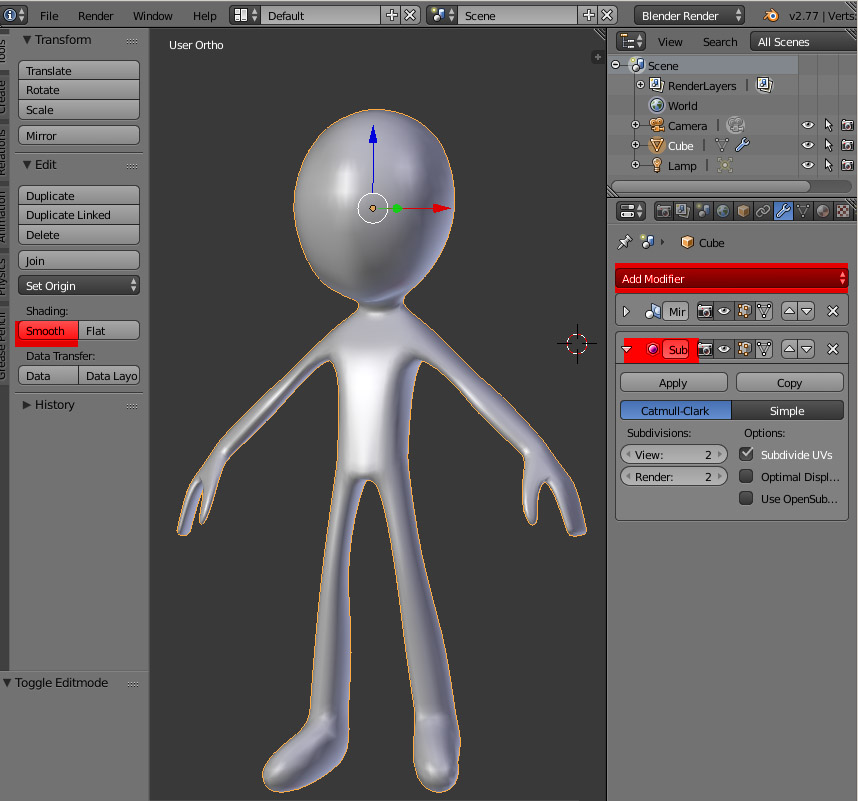 File Render Window Help Default Scene Blender Render v2.77 | Verts:
Tools
Create
Relations
Animation
Physics
Grease Pencil
Transform
Translate
Rotate
Scale
Mirror
Edit
Duplicate
Duplicate Linked
Delete
Join
Set Origin
Shading:
Smooth Flat
Data Transfer:
Data Data Layo
History
Toggle Editmode
User Ortho
View Search All Scenes
Scene
RenderLayers
World
Camera
Cube
Lamp
Cube
Add Modifier
Mir
Sub
Apply Copy
Catmull-Clark Simple
Subdivisions: Options:
View: 2 Subdivide UVs
Render: 2 Optimal Displ...
Use OpenSub...